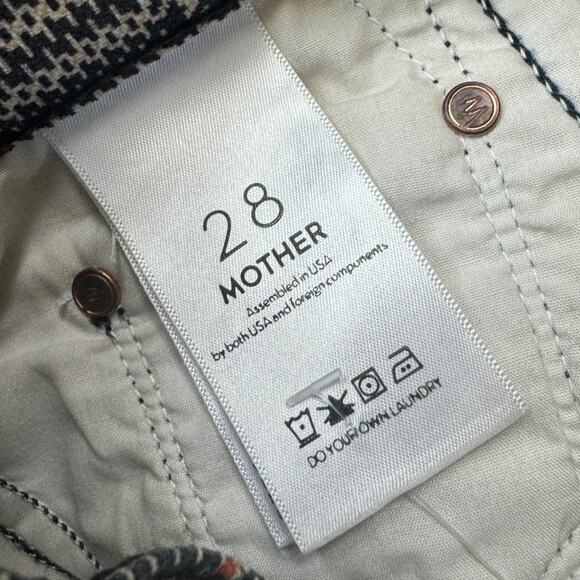 28
MOTHER
Assembled in USA
by both USA and foreign components
DO YOUR OWN LAUNDRY
M
M